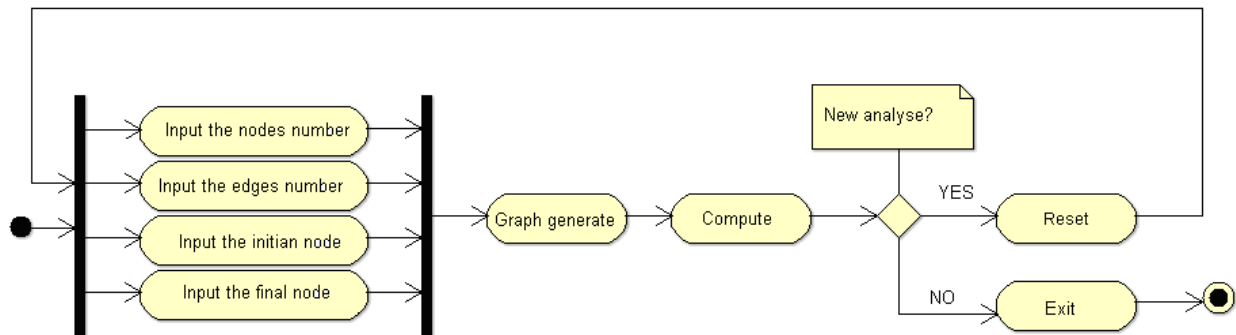 New analyse?
Input the nodes number
Input the edges number
Input the initian node
Input the final node
Graph generate
Compute
YES
Reset
NO
Exit